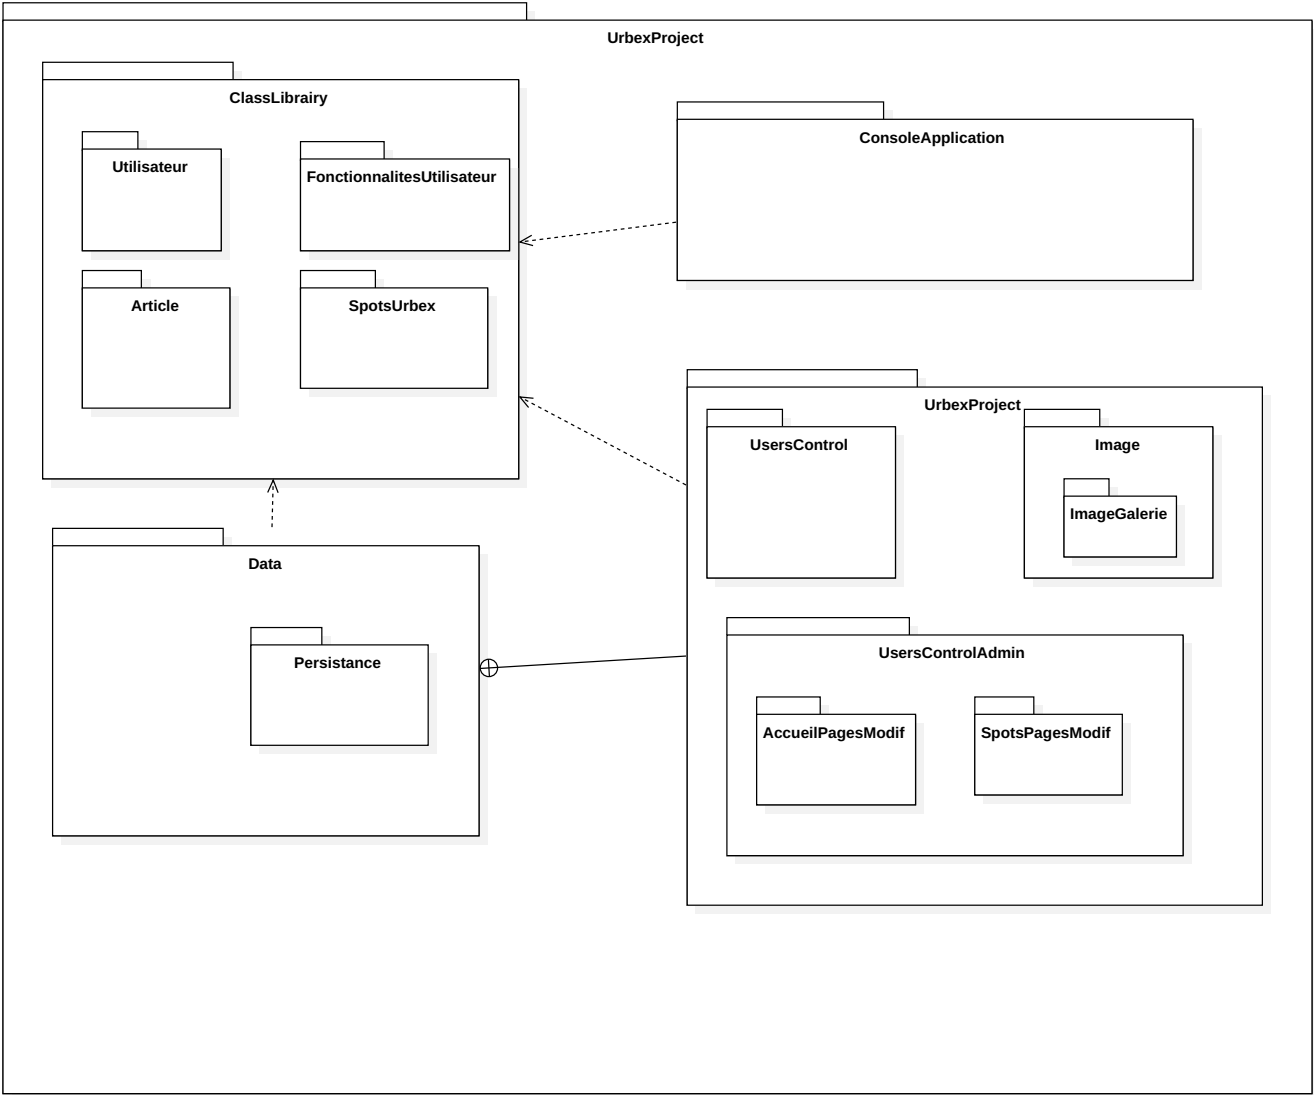 UrbexProject
ClassLibrairy
Utilisateur
FonctionnalitesUtilisateur
Article
SpotsUrbex
ConsoleApplication
UrbexProject
UsersControl
Image
ImageGalerie
Data
Persistance
UsersControlAdmin
AccueilPagesModif
SpotsPagesModif